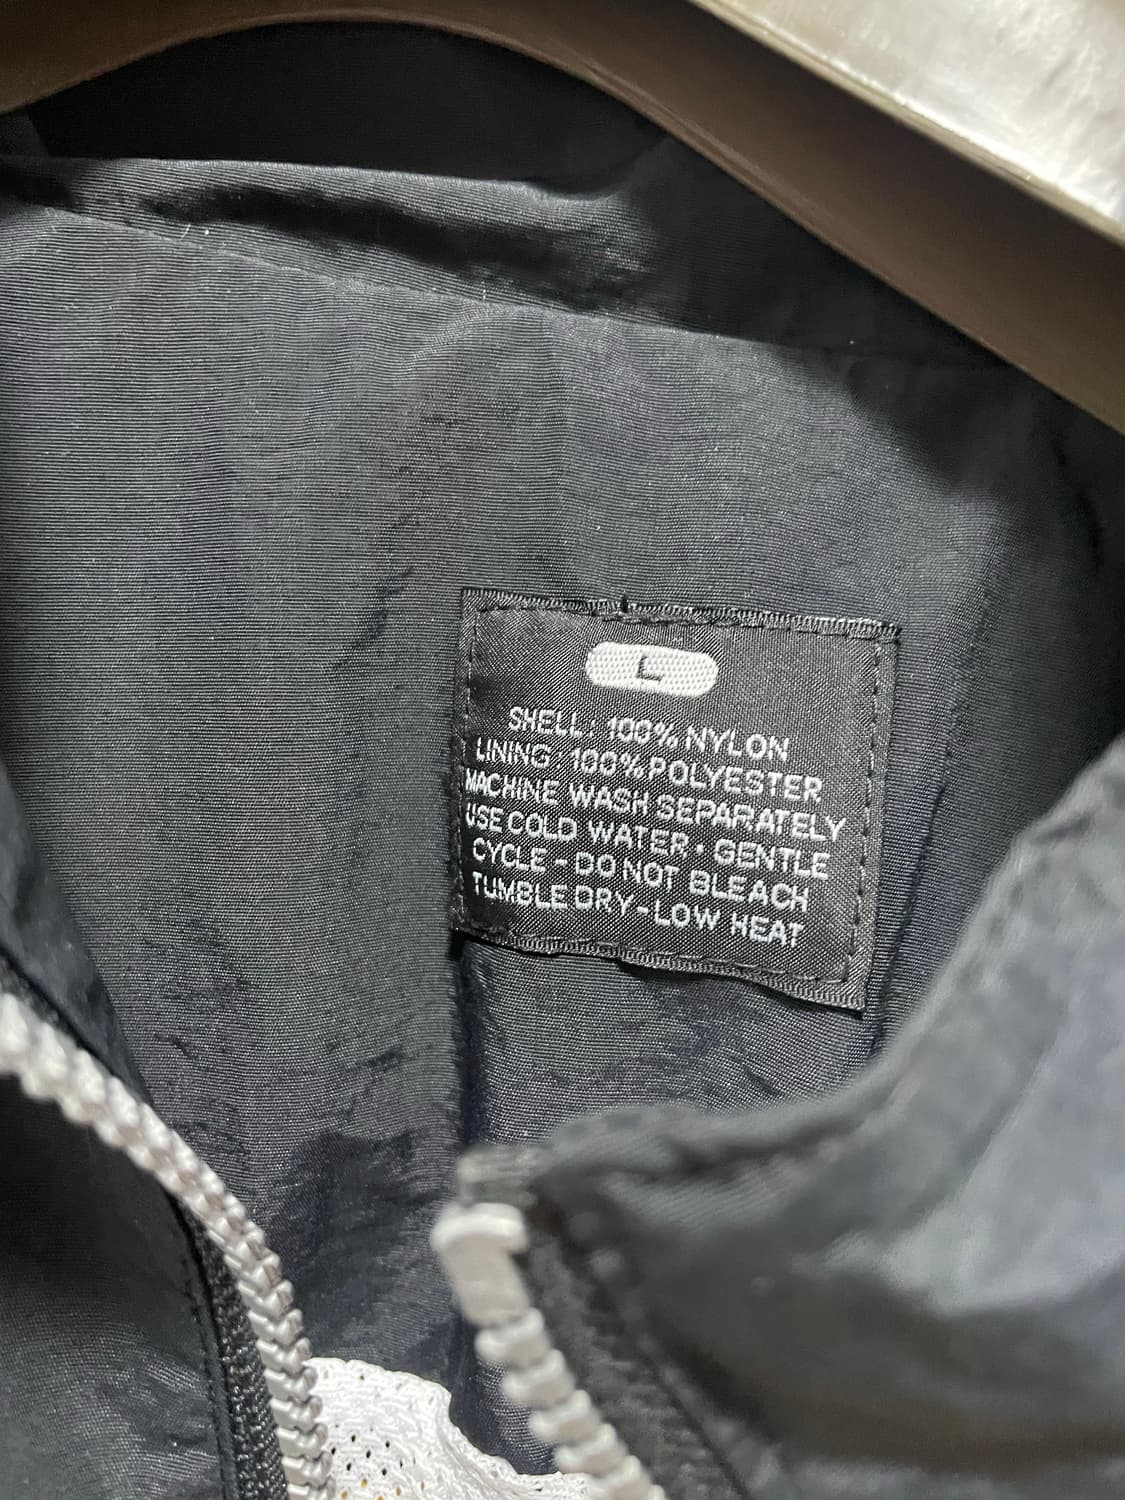 L
SHELL: 100% NYLON
LINING: 100% POLYESTER
MACHINE WASH SEPARATELY
USE COLD WATER • GENTLE
CYCLE - DO NOT BLEACH
TUMBLE DRY - LOW HEAT